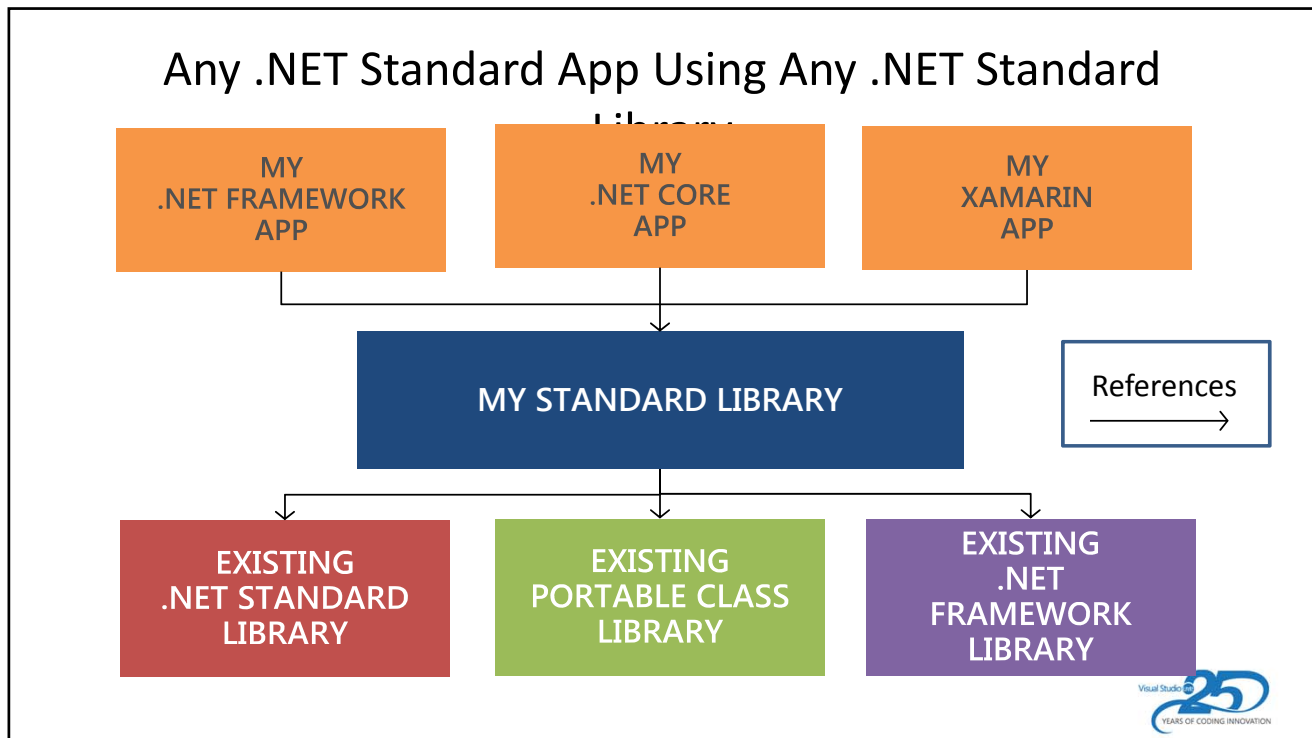 Any .NET Standard App Using Any .NET Standard
Library
MY
.NET FRAMEWORK
APP
MY
.NET CORE
APP
MY
XAMARIN
APP
MY STANDARD LIBRARY
References
EXISTING
.NET STANDARD
LIBRARY
EXISTING
PORTABLE CLASS
LIBRARY
EXISTING
.NET
FRAMEWORK
LIBRARY
Visual Studio LIVE! 25
YEARS OF CODING INNOVATION